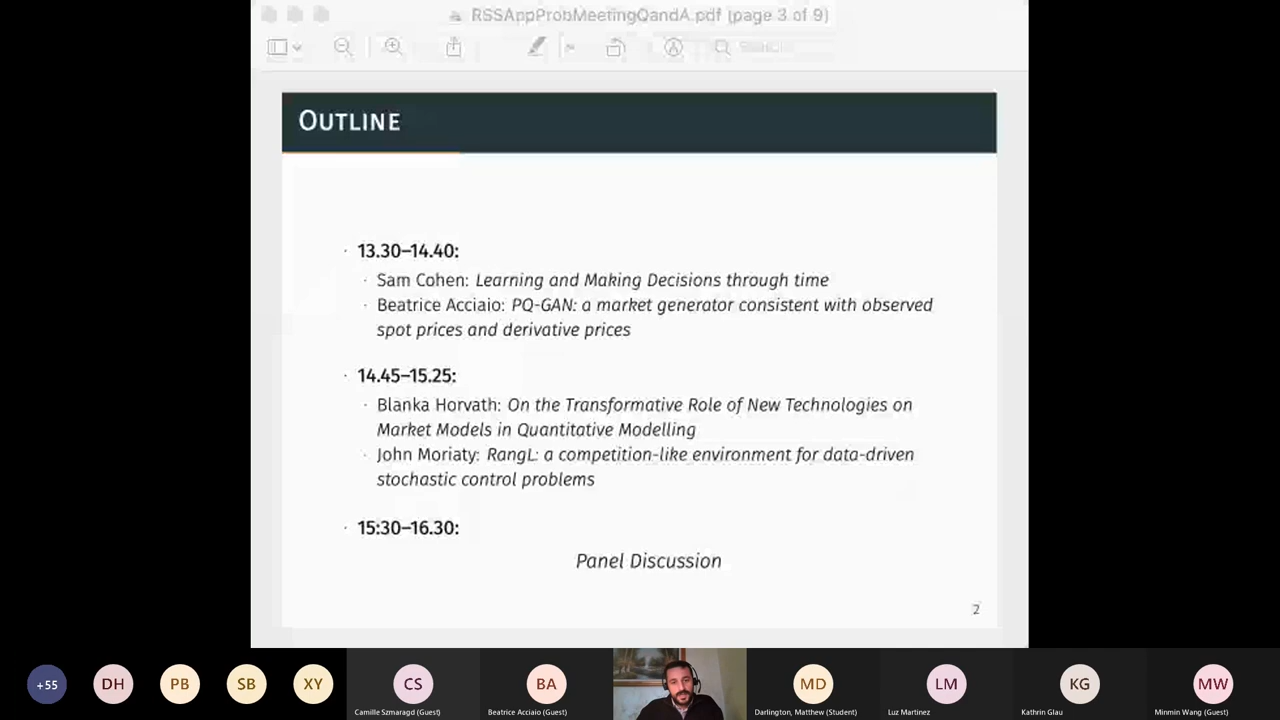 RSSAppProbMeetingQandA.pdf (page 3 of 9)
Search
OUTLINE
13.30–14.40:
Sam Cohen: Learning and Making Decisions through time
Beatrice Acciaio: PQ-GAN: a market generator consistent with observed
spot prices and derivative prices
14.45–15.25:
Blanka Horvath: On the Transformative Role of New Technologies on
Market Models in Quantitative Modelling
John Moriaty: RangL: a competition-like environment for data-driven
stochastic control problems
15:30–16.30:
Panel Discussion
2
+55 DH PB SB XY CS BA MD LM KG MW
Camille Szmaragd (Guest) Beatrice Acciaio (Guest) Darlington, Matthew (Student) Luz Martinez Kathrin Glau Minmin Wang (Guest)